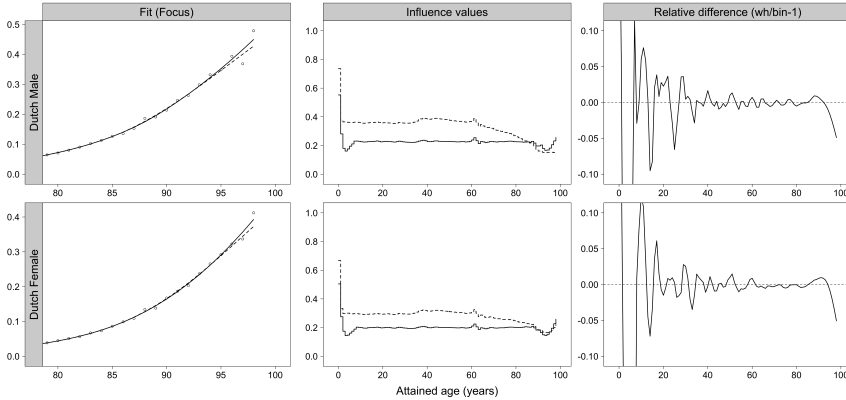 Fit (Focus)
Influence values
Relative difference (wh/bin-1)
Dutch Male
0.5
0.4
0.3
0.2
0.1
0.0
80 85 90 95 100
1.0
0.8
0.6
0.4
0.2
0.0
0 20 40 60 80 100
0.10
0.05
0.00
-0.05
-0.10
0 20 40 60 80 100
Dutch Female
0.4
0.3
0.2
0.1
0.0
80 85 90 95 100
1.0
0.8
0.6
0.4
0.2
0.0
0 20 40 60 80 100
0.10
0.05
0.00
-0.05
-0.10
0 20 40 60 80 100
Attained age (years)